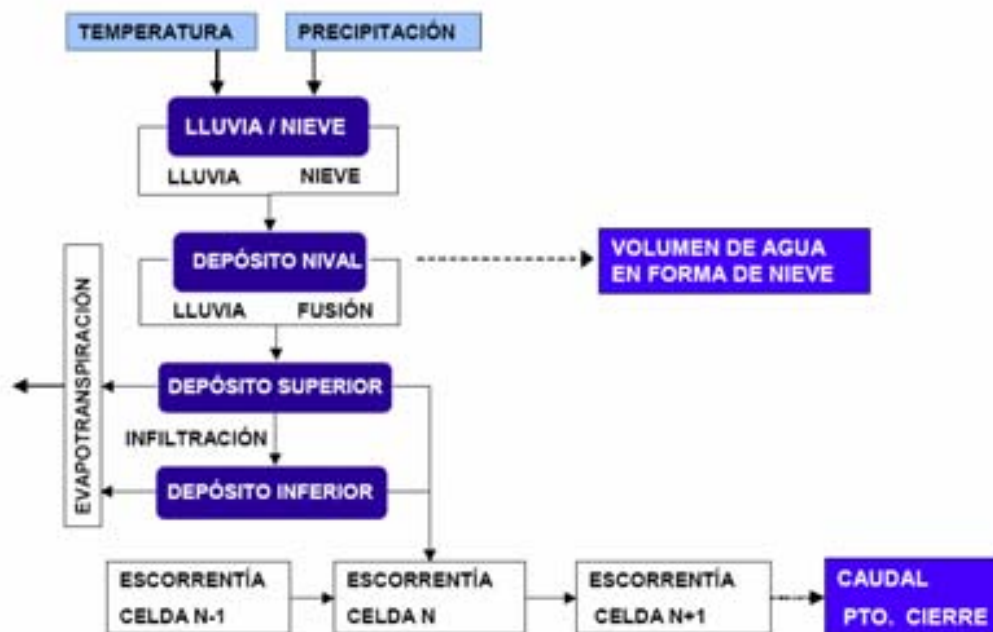 TEMPERATURA
PRECIPITACIÓN
LLUVIA / NIEVE
LLUVIA
NIEVE
DEPÓSITO NIVAL
VOLUMEN DE AGUA
EN FORMA DE NIEVE
LLUVIA
FUSIÓN
EVAPOTRANSPIRACIÓN
DEPÓSITO SUPERIOR
INFILTRACIÓN
DEPÓSITO INFERIOR
ESCORRENTÍA
CELDA N-1
ESCORRENTÍA
CELDA N
ESCORRENTÍA
CELDA N+1
CAUDAL
PTO. CIERRE